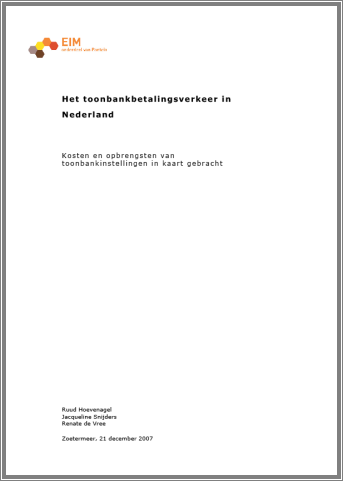 EIM
Het toonbankbetalingsverkeer in
Nederland
Kosten en opbrengsten van
toonbankinstellingen in kaart gebracht
Ruud Hoevenagel
Jacqueline Snijders
Renate de Vree
Zoetermeer, 21 december 2007